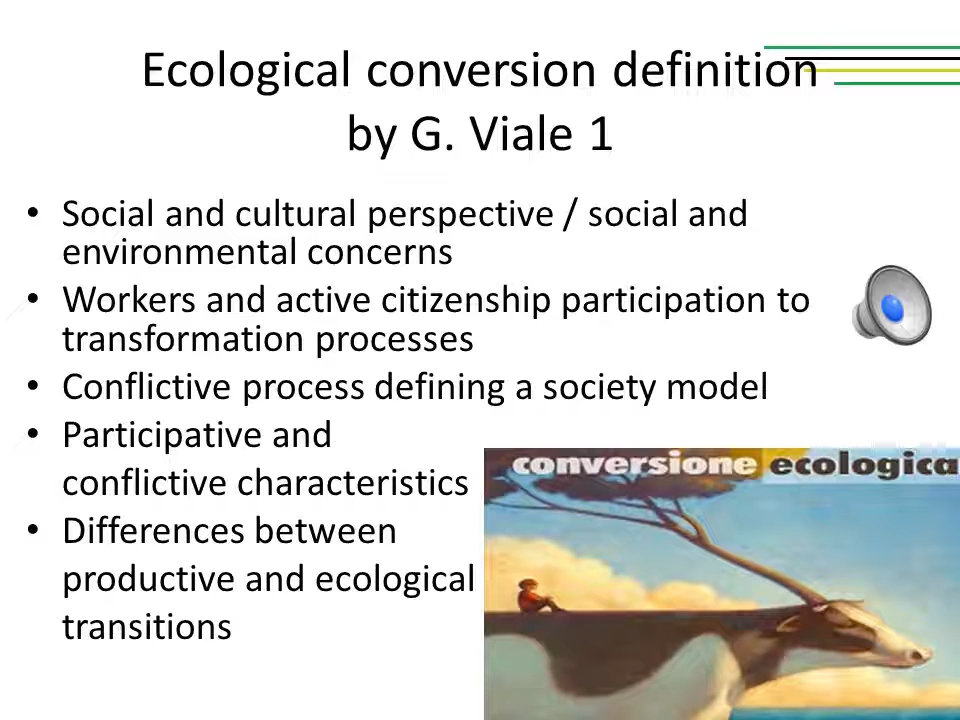 Ecological conversion definition
by G. Viale 1
• Social and cultural perspective / social and
environmental concerns
• Workers and active citizenship participation to
transformation processes
• Conflictive process defining a society model
• Participative and
conflictive characteristics
• Differences between
productive and ecological
transitions
conversione ecologica